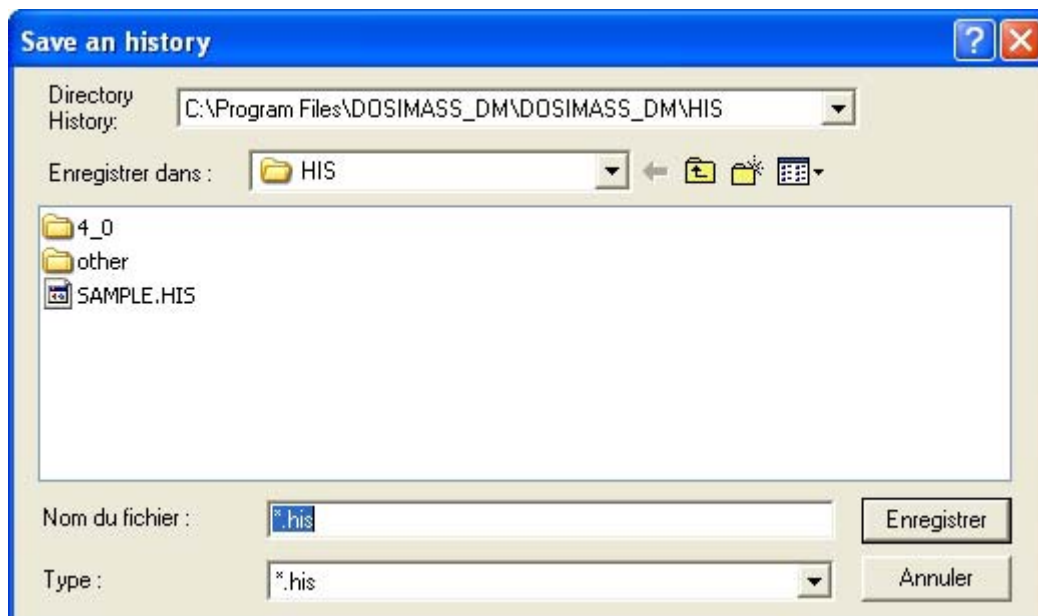 Save an history
Directory
History:
C:\Program Files\DOSIMASS_DM\DOSIMASS_DM\HIS
Enregistrer dans :
HIS
4_0
other
SAMPLE.HIS
Nom du fichier :
*.his
Enregistrer
Type :
*.his
Annuler